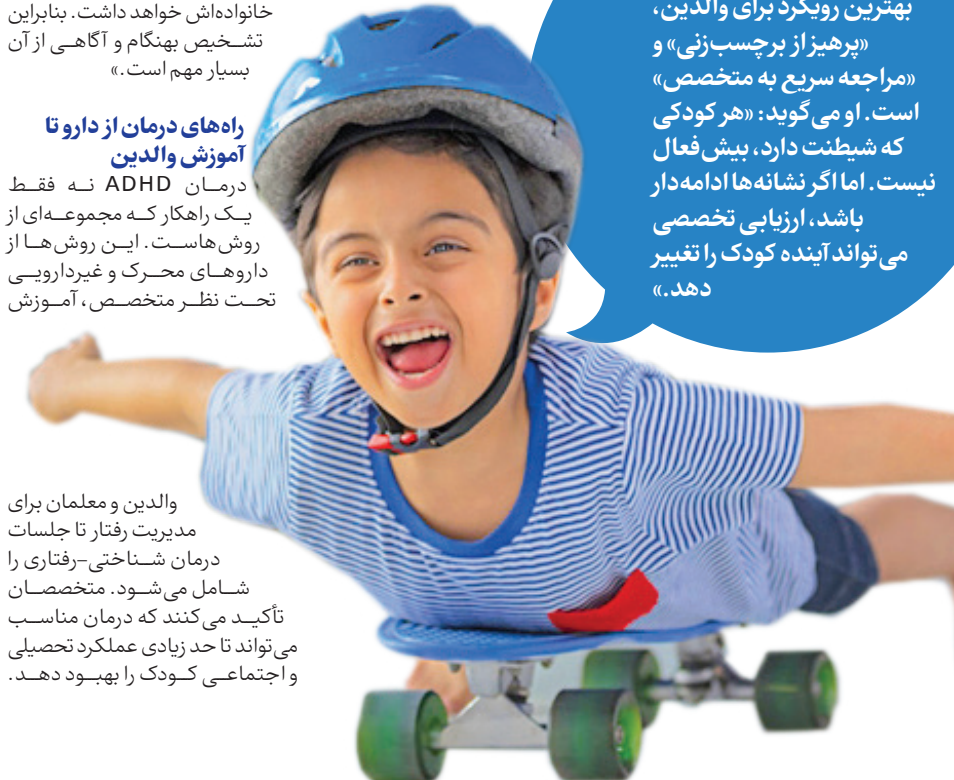 بهترین رویکرد برای والدین،
«پرهیز از برچسب‌زنی» و
«مراجعه سریع به متخصص»
است. او می‌گوید: «هر کودکی
که شیطنت دارد، بیش‌فعال
نیست. اما اگر نشانه‌ها ادامه‌دار
باشد، ارزیابی تخصصی
می‌تواند آینده کودک را تغییر
دهد.»
خانواده‌اش خواهد داشت. بنابراین
تشخیص بهنگام و آگاهی از آن
بسیار مهم است.»
راه‌های درمان از دارو تا
آموزش والدین
درمان ADHD نه فقط
یک راهکار که مجموعه‌ای از
روش‌هاست. این روش‌ها از
داروهای محرک و غیردارویی
تحت نظر متخصص، آموزش
والدین و معلمان برای
مدیریت رفتار تا جلسات
درمان شناختی-رفتاری را
شامل می‌شود. متخصصان
تأکید می‌کنند که درمان مناسب
می‌تواند تا حد زیادی عملکرد تحصیلی
و اجتماعی کودک را بهبود دهد.